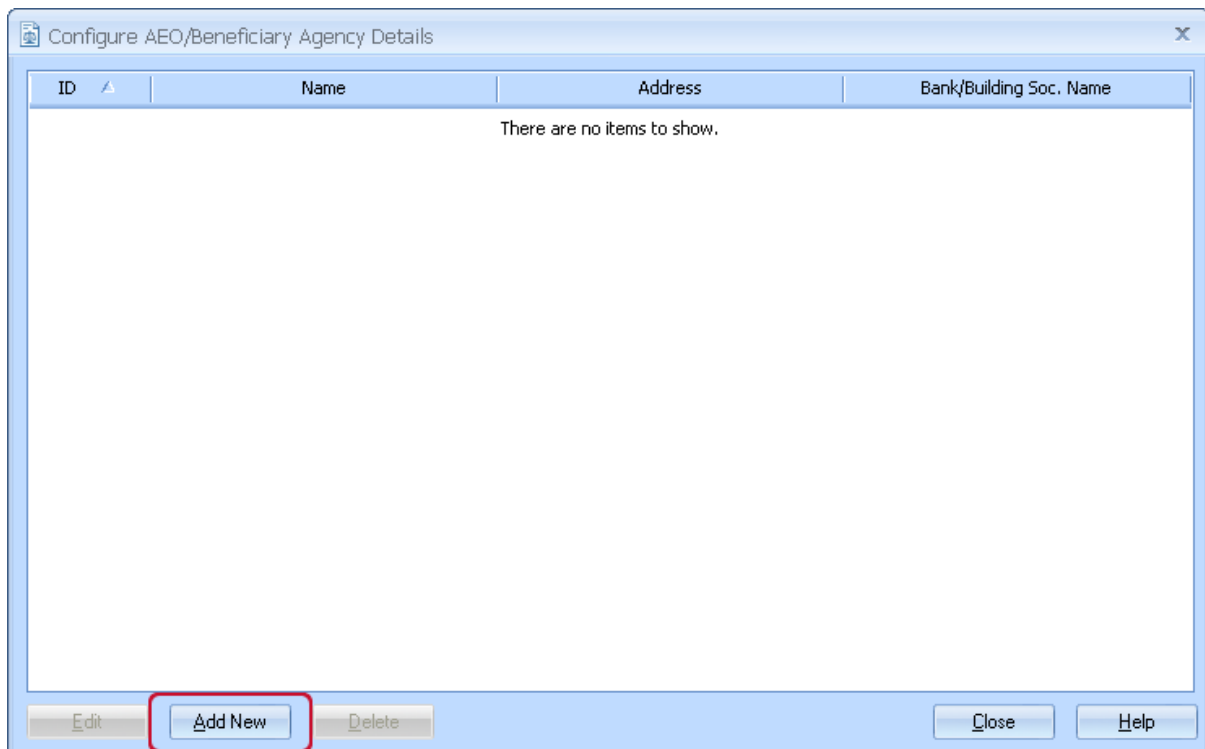 Configure AEO/Beneficiary Agency Details
ID Name Address Bank/Building Soc. Name
There are no items to show.
Edit Add New Delete Close Help